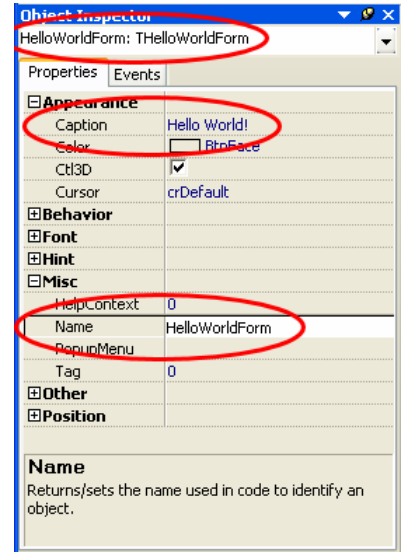 Object Inspector
HelloWorldForm: THelloWorldForm
Properties Events
Appearance
Caption Hello World!
Color BtnFace
Ctl3D
Cursor crDefault
Behavior
Font
Hint
Misc
HelpContext 0
Name HelloWorldForm
PopupMenu
Tag 0
Other
Position
Name
Returns/sets the name used in code to identify an
object.